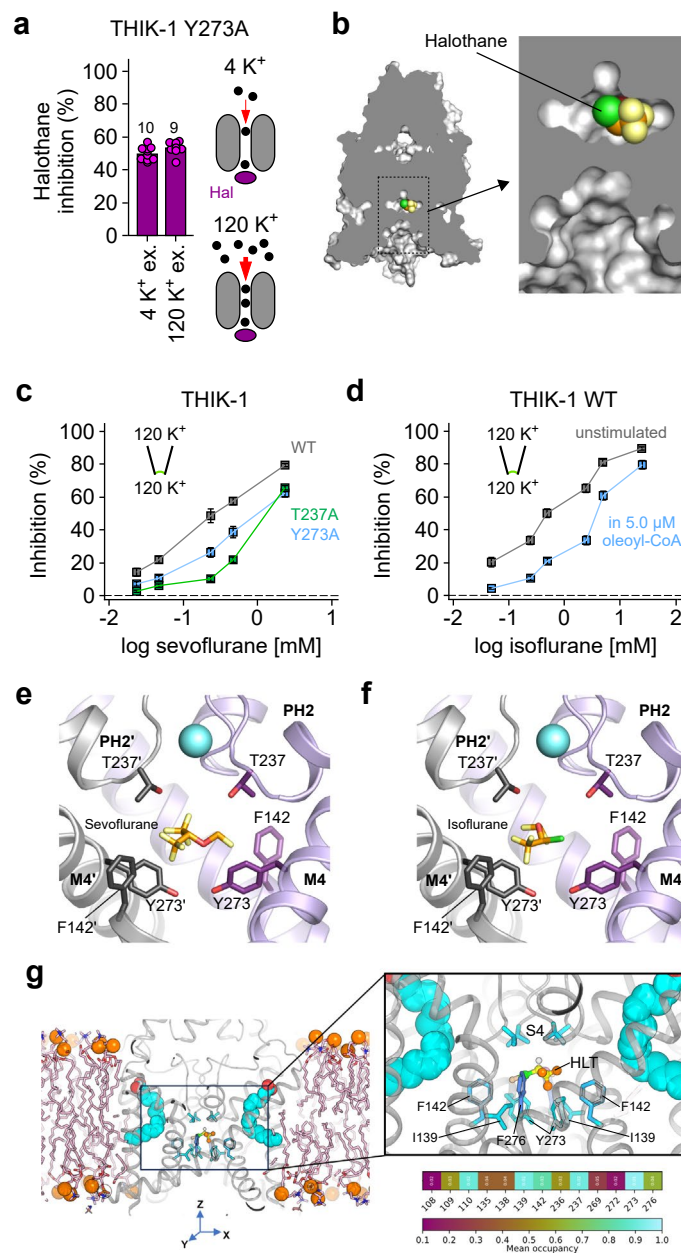 a
THIK-1 Y273A
Halothane
inhibition (%)
100
80
60
40
20
0
10
9
4 K+ ex.
120 K+ ex.
4 K+
Hal
120 K+
b
Halothane
c
THIK-1
Inhibition (%)
100
80
60
40
20
0
120 K+
120 K+
WT
T237A
Y273A
-2
-1
0
1
log sevoflurane [mM]
d
THIK-1 WT
Inhibition (%)
100
80
60
40
20
0
120 K+
120 K+
unstimulated
in 5.0 µM
oleoyl-CoA
-2
-1
0
1
2
log isoflurane [mM]
e
PH2'
PH2
T237'
T237
Sevoflurane
F142
M4'
M4
Y273'
Y273
F142'
f
PH2'
PH2
T237'
T237
Isoflurane
F142
M4'
M4
Y273'
Y273
F142'
g
Z
Y
X
S4
HLT
F142
F142
I139
F276
Y273
I139
108
109
110
135
138
139
142
236
237
269
272
273
276
0.1
0.2
0.3
0.4
0.5
0.6
0.7
0.8
0.9
1.0
Mean occupancy